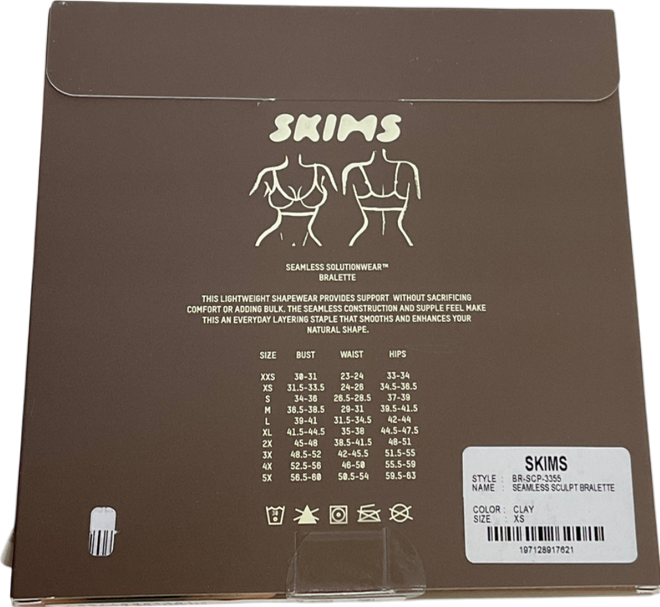 SKIMS
SEAMLESS SOLUTIONWEAR™
BRALETTE
THIS LIGHTWEIGHT SHAPEWEAR PROVIDES SUPPORT WITHOUT SACRIFICING
COMFORT OR ADDING BULK. THE SEAMLESS CONSTRUCTION AND SUPPLE FEEL MAKE
THIS AN EVERYDAY LAYERING STAPLE THAT SMOOTHS AND ENHANCES YOUR
NATURAL SHAPE.
SIZE BUST WAIST HIPS
XXS 30-31 23-24 33-34
XS 31.5-33.5 24-26 34.5-36.5
S 34-36 26.5-28.5 37-39
M 36.5-38.5 29-31 39.5-41.5
L 39-41 31.5-34.5 42-44
XL 41.5-44.5 35-38 44.5-47.5
2X 45-48 38.5-41.5 48-51
3X 48.5-52 42-45.5 51.5-55
4X 52.5-56 46-50 55.5-59
5X 56.5-60 50.5-54 59.5-63
SKIMS
STYLE : BR-SCP-3355
NAME : SEAMLESS SCULPT BRALETTE
COLOR : CLAY
SIZE : XS
197128917621